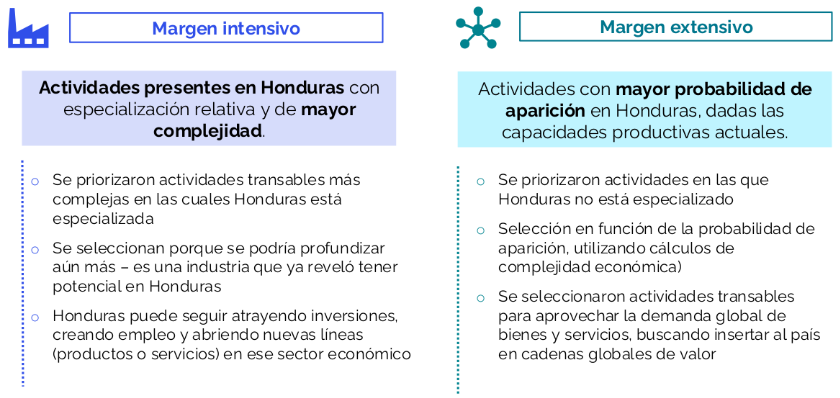 Margen intensivo
Actividades presentes en Honduras con
especialización relativa y de mayor
complejidad.
o Se priorizaron actividades transables más
complejas en las cuales Honduras está
especializada
o Se seleccionan porque se podría profundizar
aún más – es una industria que ya reveló tener
potencial en Honduras
o Honduras puede seguir atrayendo inversiones,
creando empleo y abriendo nuevas líneas
(productos o servicios) en ese sector económico
Margen extensivo
Actividades con mayor probabilidad de
aparición en Honduras, dadas las
capacidades productivas actuales.
o Se priorizaron actividades en las que
Honduras no está especializado
o Selección en función de la probabilidad de
aparición, utilizando cálculos de
complejidad económica)
o Se seleccionaron actividades transables
para aprovechar la demanda global de
bienes y servicios, buscando insertar al país
en cadenas globales de valor